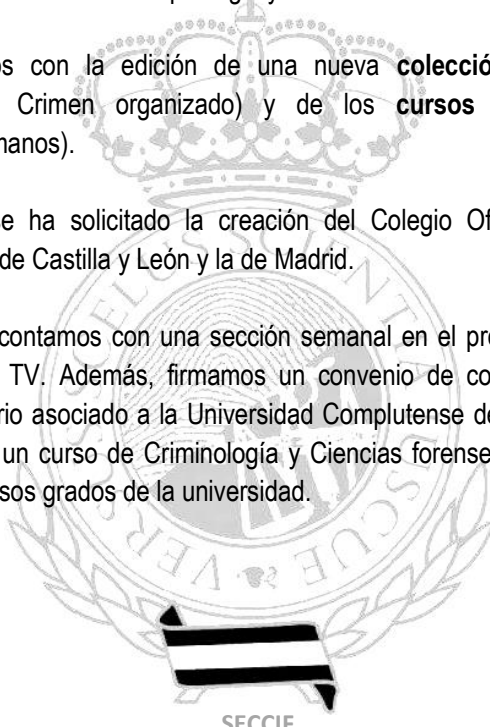 os con la edición de una nueva colecció
Crimen organizado) y de los cursos
nanos).
se ha solicitado la creación del Colegio Of
de Castilla y León y la de Madrid.
contamos con una sección semanal en el pr
TV. Además, firmamos un convenio de co
rio asociado a la Universidad Complutense de
un curso de Criminología y Ciencias forense
sos grados de la universidad.
SECCIF